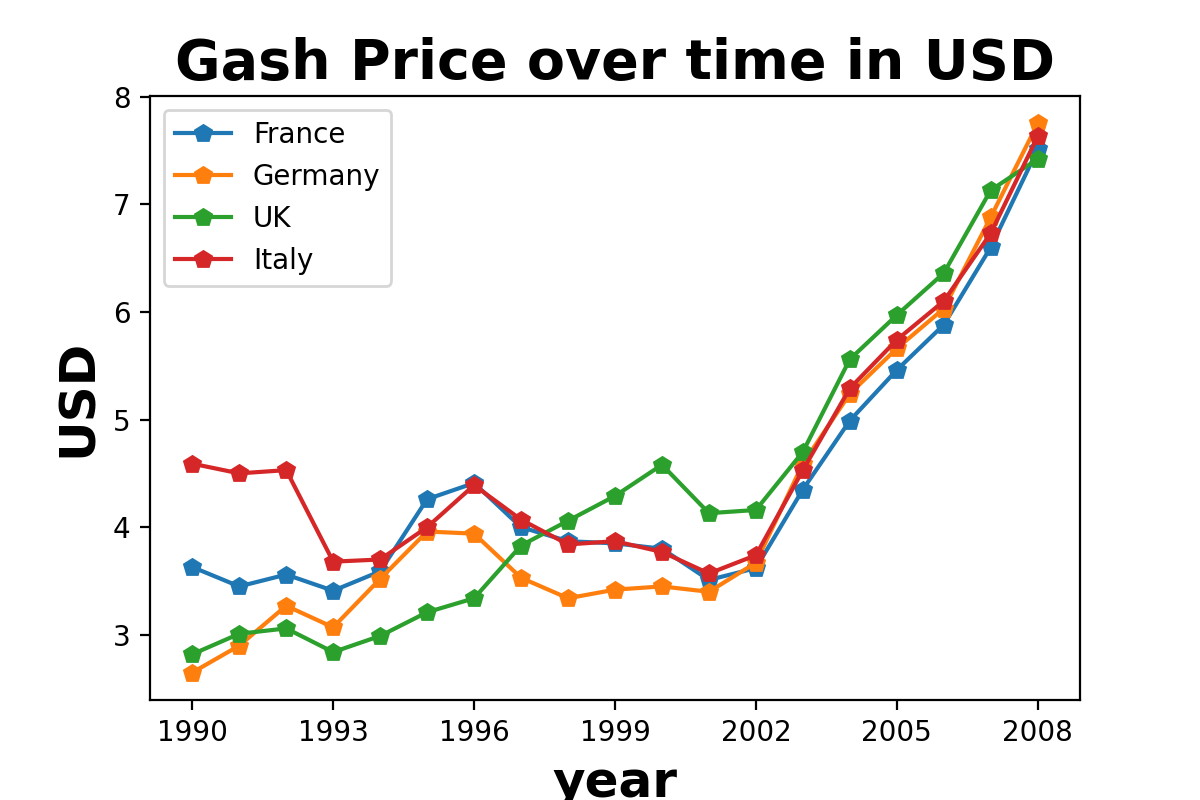 Gash Price over time in USD
8
7
6
5
4
3
USD
France
Germany
UK
Italy
1990 1993 1996 1999 2002 2005 2008
year